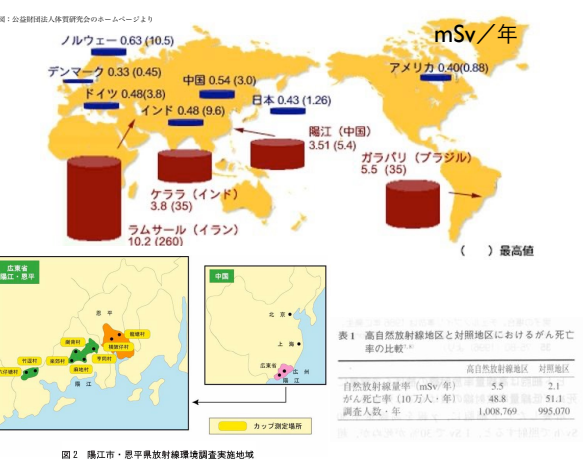 図：公益財団法人体質研究会のホームページより
mSv／年
ノルウェー 0.63 (10.5)
デンマーク 0.33 (0.45)
ドイツ 0.48(3.8)
中国 0.54 (3.0)
インド 0.48 (9.6)
日本 0.43 (1.26)
アメリカ 0.40(0.88)
陽江（中国）
3.51 (5.4)
ガラパリ（ブラジル）
5.5 (35)
ケララ（インド）
3.8 (35)
ラムサール（イラン）
10.2 (260)
（　　）最高値
広東省
陽江・恩平
恩 平
陽 江
中国
北 京
上 海
広東省
広 州
陽 江
カップ測定場所
図2　陽江市・恩平県放射線環境調査実施地域
表1　高自然放射線地区と対照地区におけるがん死亡
率の比較
高自然放射線地区　対照地区
自然放射線量率（mSv/年）　5.5　2.1
がん死亡率（10 万人・年）　48.8　51.1
調査人数・年　1,008,769　995,070